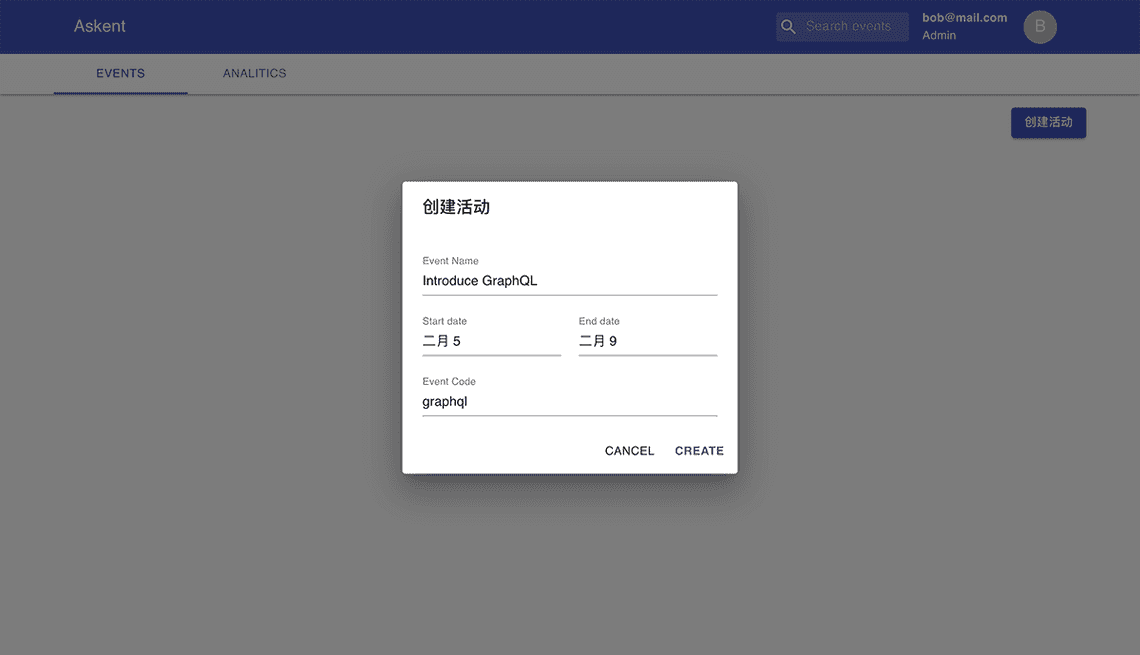 Askent
Search events
bob@mail.com
Admin
B
EVENTS
ANALITICS
创建活动
创建活动
Event Name
Introduce GraphQL
Start date
End date
二月 5
二月 9
Event Code
graphql
CANCEL
CREATE